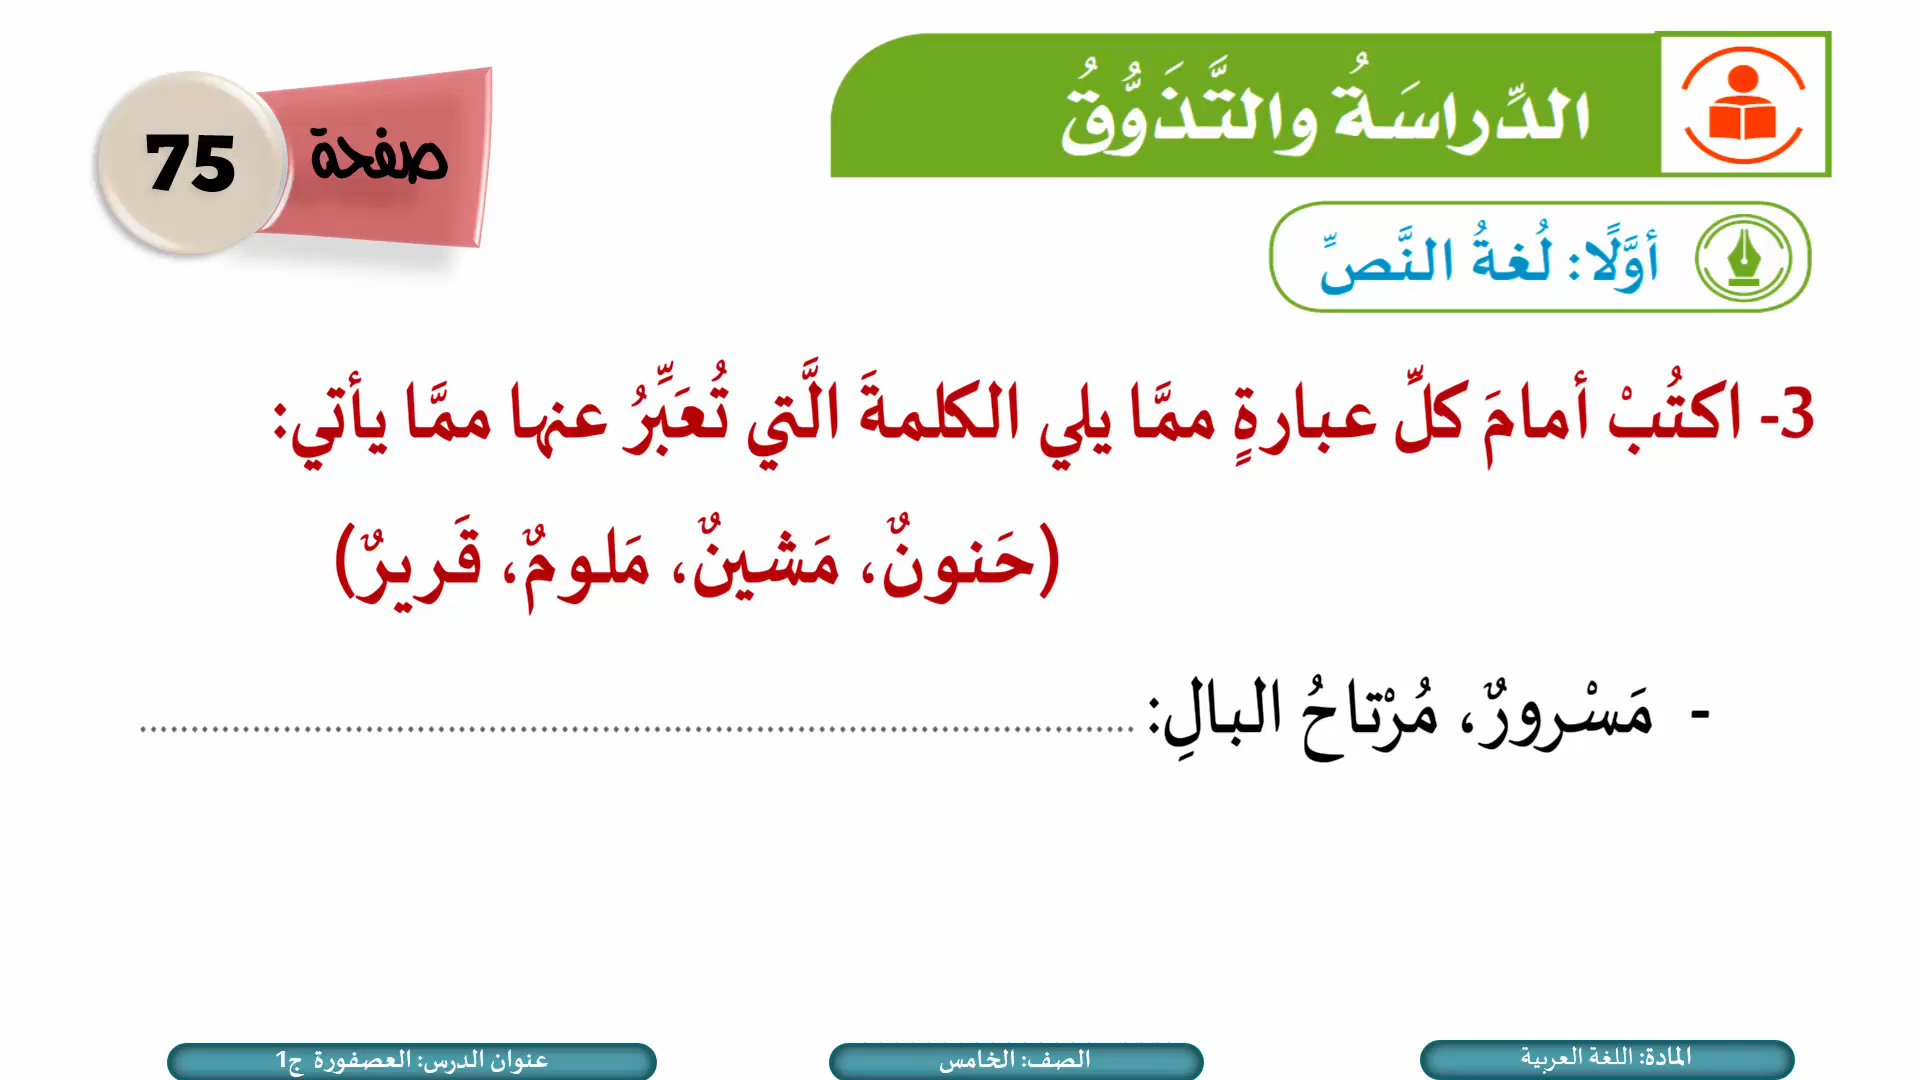 الدِّراسَةُ والتَّذَوُّقُ
صفحة 75
أوَّلًا: لُغةُ النَّصِّ
3- اكتُبْ أمامَ كلِّ عبارةٍ ممَّا يلي الكلمةَ الَّتي تُعَبِّرُ عنها ممَّا يأتي:
(حَنونٌ، مَشينٌ، مَلومٌ، قَريرٌ)
- مَسْرورٌ، مُرْتاحُ البالِ: ......................................................
المادة: اللغة العربية
الصف: الخامس
عنوان الدرس: العصفورة ج1